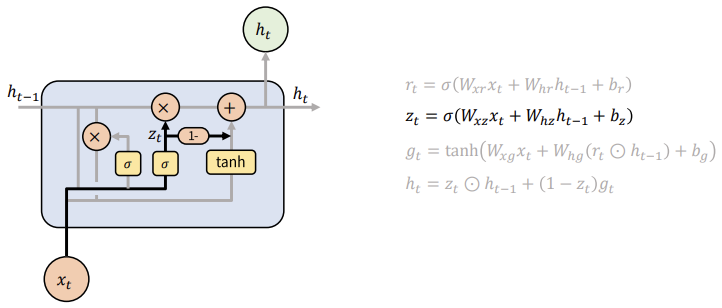 h_t
h_{t−1}
h_t
×
+
z_t
1-
×
σ
σ
tanh
x_t
r_t = σ(W_{xr}x_t + W_{hr}h_{t−1} + b_r)
z_t = σ(W_{xz}x_t + W_{hz}h_{t−1} + b_z)
g_t = tanh(W_{xg}x_t + W_{hg}(r_t ⊙ h_{t−1}) + b_g)
h_t = z_t ⊙ h_{t−1} + (1 − z_t)g_t